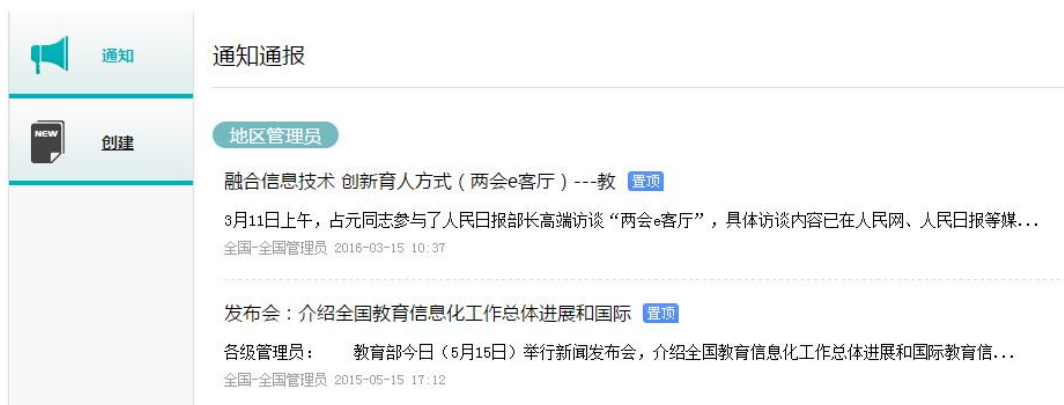 通知
通知通报
NEW
创建
地区管理员
融合信息技术 创新育人方式(两会e客厅)---教 置顶
3月11日上午,占元同志参与了人民日报部长高端访谈“两会e客厅”,具体访谈内容已在人民网、人民日报等媒...
全国-全国管理员 2016-03-15 10:37
发布会:介绍全国教育信息化工作总体进展和国际 置顶
各级管理员: 教育部今日(5月15日)举行新闻发布会,介绍全国教育信息化工作总体进展和国际教育信...
全国-全国管理员 2015-05-15 17:12